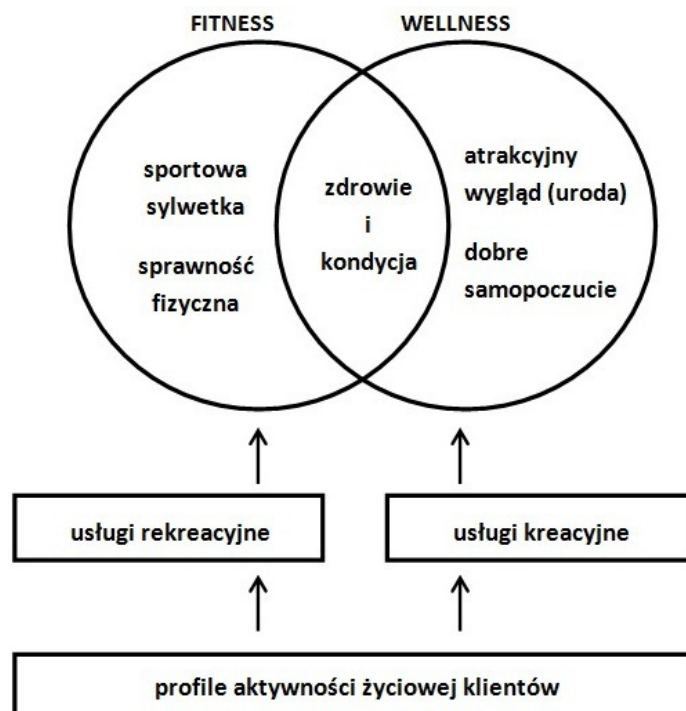 FITNESS
WELLNESS
sportowa
sylwetka
sprawność
fizyczna
zdrowie
i
kondycja
atrakcyjny
wygląd (uroda)
dobre
samopoczucie
usługi rekreacyjne
usługi kreacyjne
profile aktywności życiowej klientów